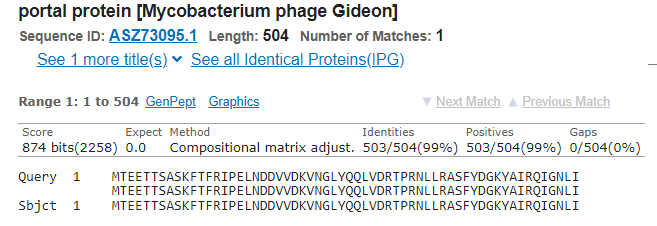 portal protein [Mycobacterium phage Gideon]
Sequence ID: ASZ73095.1 Length: 504 Number of Matches: 1
See 1 more title(s) See all Identical Proteins(IPG)
Range 1: 1 to 504 GenPept Graphics Next Match Previous Match
Score Expect Method Identities Positives Gaps
874 bits(2258) 0.0 Compositional matrix adjust. 503/504(99%) 503/504(99%) 0/504(0%)
Query 1 MTEETTSASKFTFRIPELNDDVVDKVNGLYQQLVDRTPRNLLRASFYDGKYAIRQIGNLI
MTEETTSASKFTFRIPELNDDVVDKVNGLYQQLVDRTPRNLLRASFYDGKYAIRQIGNLI
Sbjct 1 MTEETTSASKFTFRIPELNDDVVDKVNGLYQQLVDRTPRNLLRASFYDGKYAIRQIGNLI